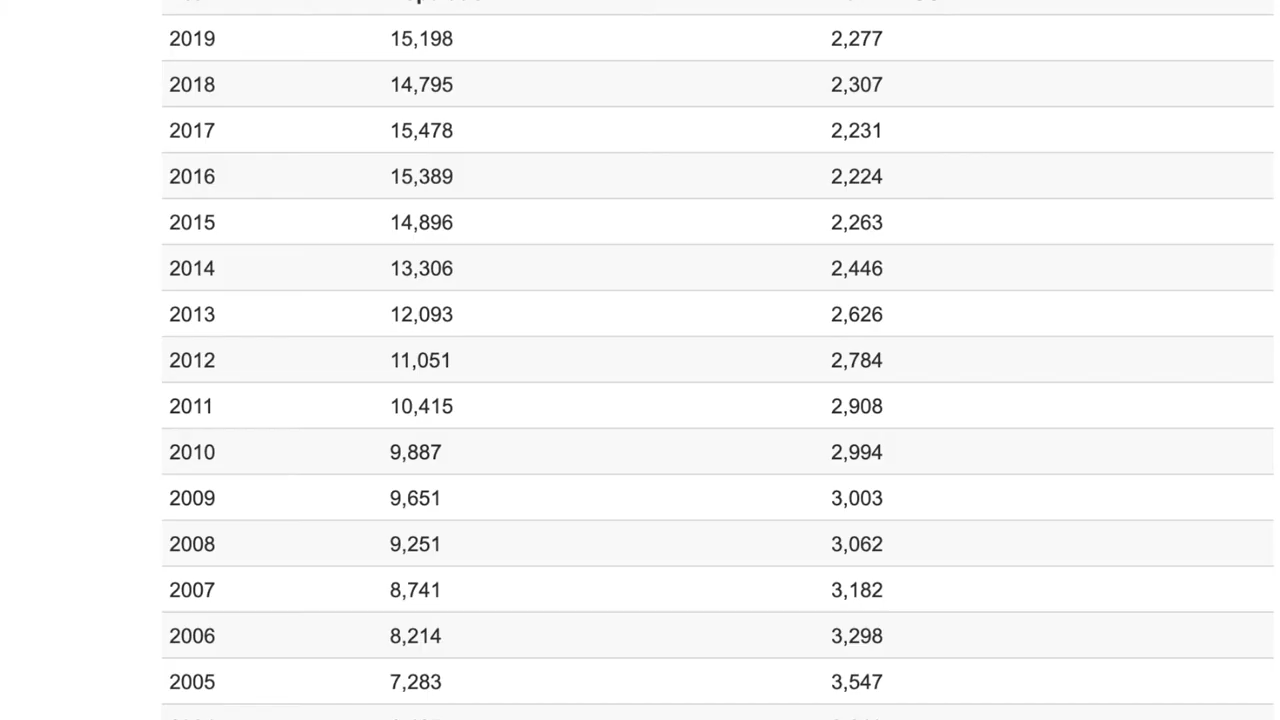 2019 15,198 2,277
2018 14,795 2,307
2017 15,478 2,231
2016 15,389 2,224
2015 14,896 2,263
2014 13,306 2,446
2013 12,093 2,626
2012 11,051 2,784
2011 10,415 2,908
2010 9,887 2,994
2009 9,651 3,003
2008 9,251 3,062
2007 8,741 3,182
2006 8,214 3,298
2005 7,283 3,547